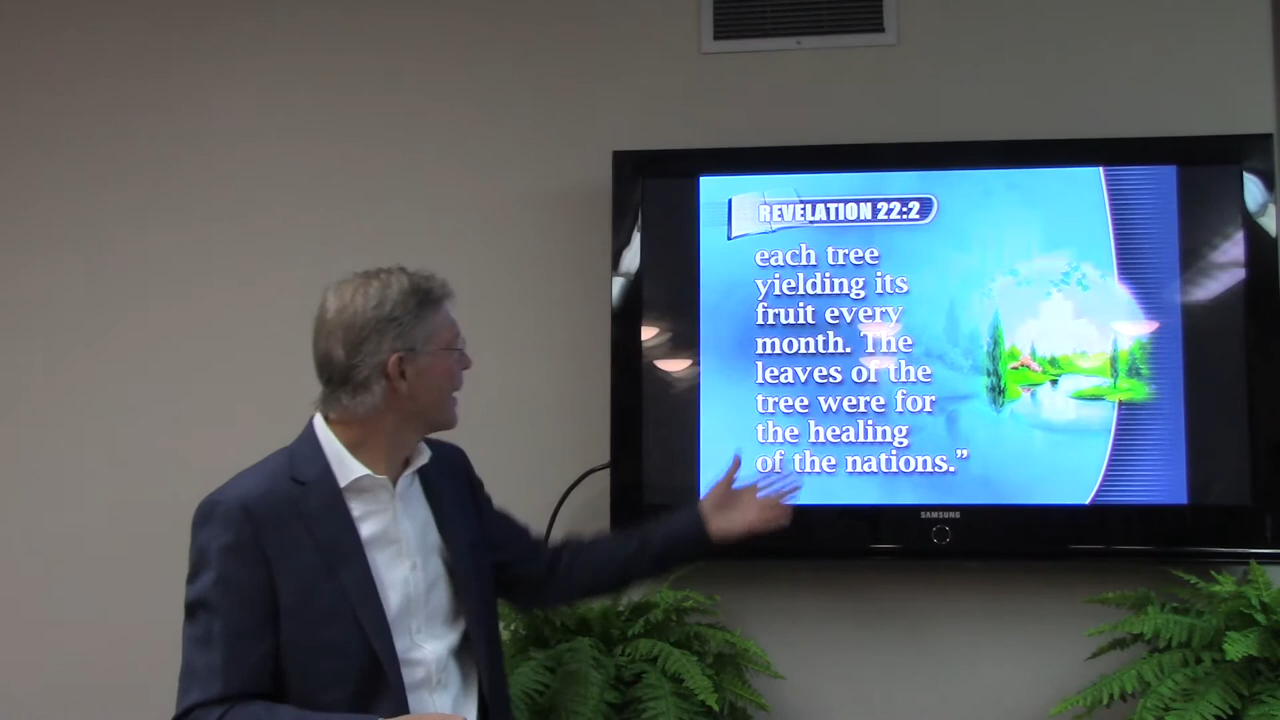 REVELATION 22:2
each tree
yielding its
fruit every
month. The
leaves of the
tree were for
the healing
of the nations.”
SAMSUNG